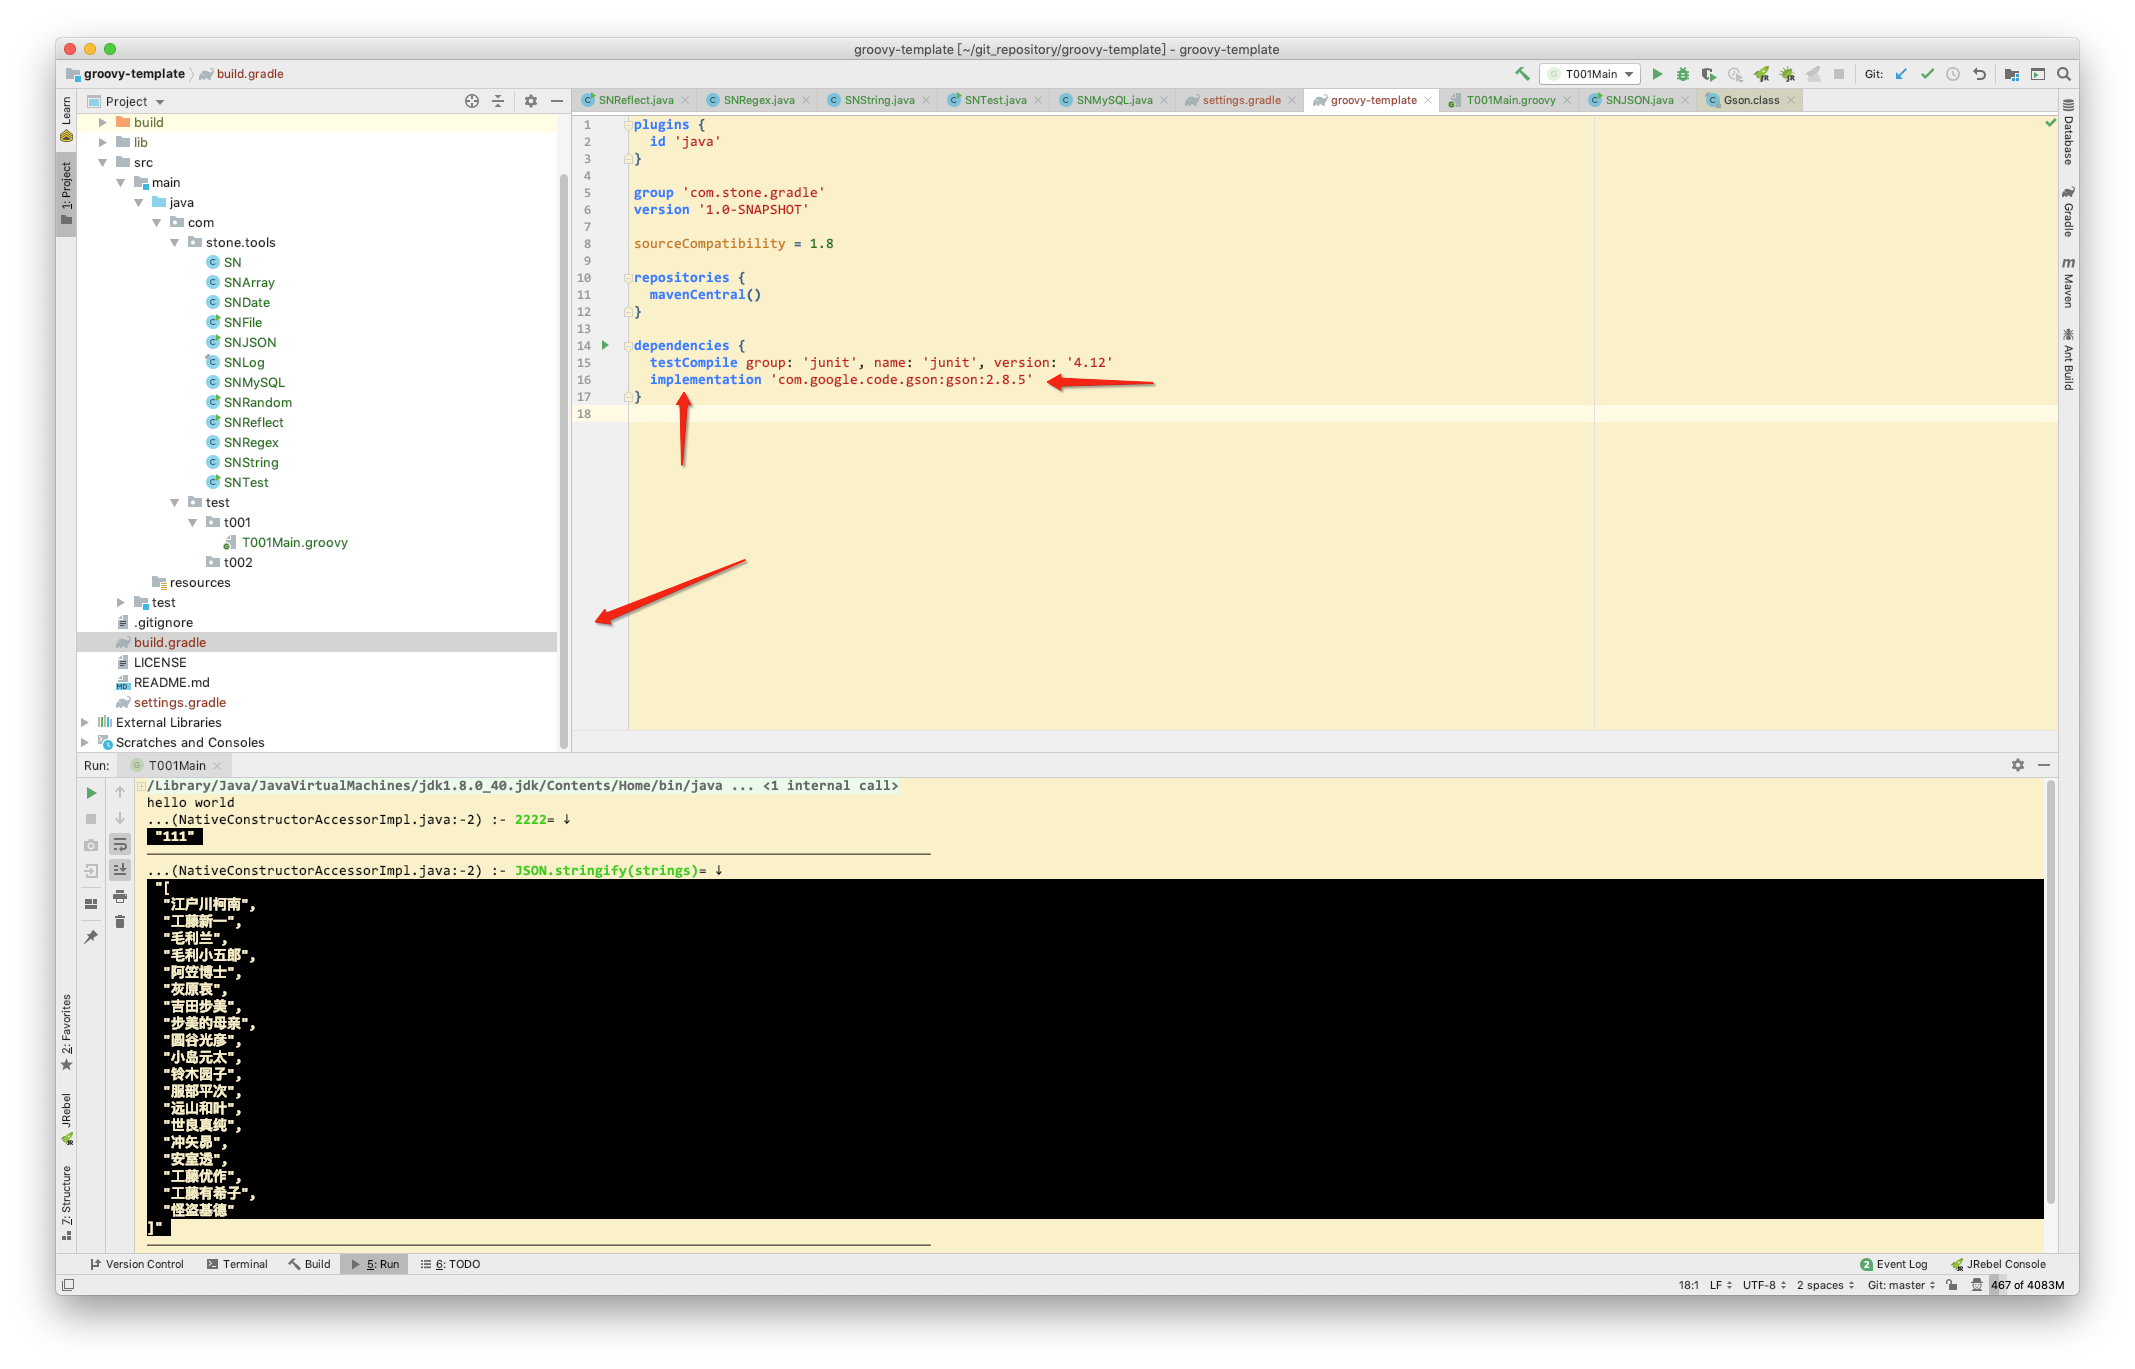 groovy-template [~/git_repository/groovy-template] - groovy-template
groovy-template
build.gradle
T001Main
Git:
Learn
1: Project
Project
SNReflect.java
SNRegex.java
SNString.java
SNTest.java
SNMySQL.java
settings.gradle
groovy-template
T001Main.groovy
SNJSON.java
Gson.class
build
lib
src
main
java
com
stone.tools
SN
SNArray
SNDate
SNFile
SNJSON
SNLog
SNMySQL
SNRandom
SNReflect
SNRegex
SNString
SNTest
test
t001
T001Main.groovy
t002
resources
test
.gitignore
build.gradle
LICENSE
README.md
settings.gradle
External Libraries
Scratches and Consoles
1 plugins {
2 id 'java'
3 }
4
5 group 'com.stone.gradle'
6 version '1.0-SNAPSHOT'
7
8 sourceCompatibility = 1.8
9
10 repositories {
11 mavenCentral()
12 }
13
14 dependencies {
15 testCompile group: 'junit', name: 'junit', version: '4.12'
16 implementation 'com.google.code.gson:gson:2.8.5'
17 }
18
Database
Gradle
Maven
Ant Build
Run:
T001Main
/Library/Java/JavaVirtualMachines/jdk1.8.0_40.jdk/Contents/Home/bin/java ... <1 internal call>
hello world
...(NativeConstructorAccessorImpl.java:-2) :- 2222= ↓
"111"
...(NativeConstructorAccessorImpl.java:-2) :- JSON.stringify(strings)= ↓
"[
"江户川柯南",
"工藤新一",
"毛利兰",
"毛利小五郎",
"阿笠博士",
"灰原哀",
"吉田步美",
"步美的母亲",
"圆谷光彦",
"小岛元太",
"铃木园子",
"服部平次",
"远山和叶",
"世良真纯",
"冲矢昴",
"安室透",
"工藤优作",
"工藤有希子",
"怪盗基德"
]"
2: Favorites
JRebel
Z: Structure
Version Control
Terminal
Build
5: Run
6: TODO
2 Event Log
JRebel Console
18:1
LF
UTF-8
2 spaces
Git: master
467 of 4083M